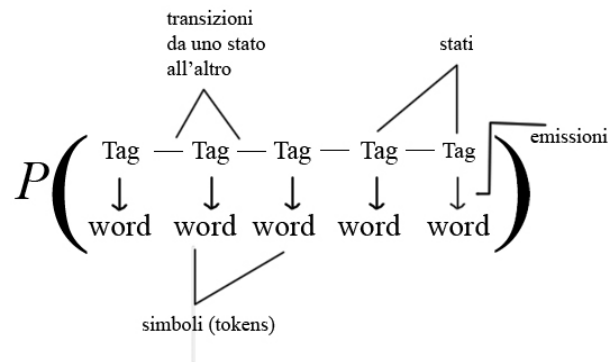 transizioni
da uno stato
all'altro
stati
emissioni
P( Tag — Tag — Tag — Tag — Tag )
word word word word word
simboli (tokens)